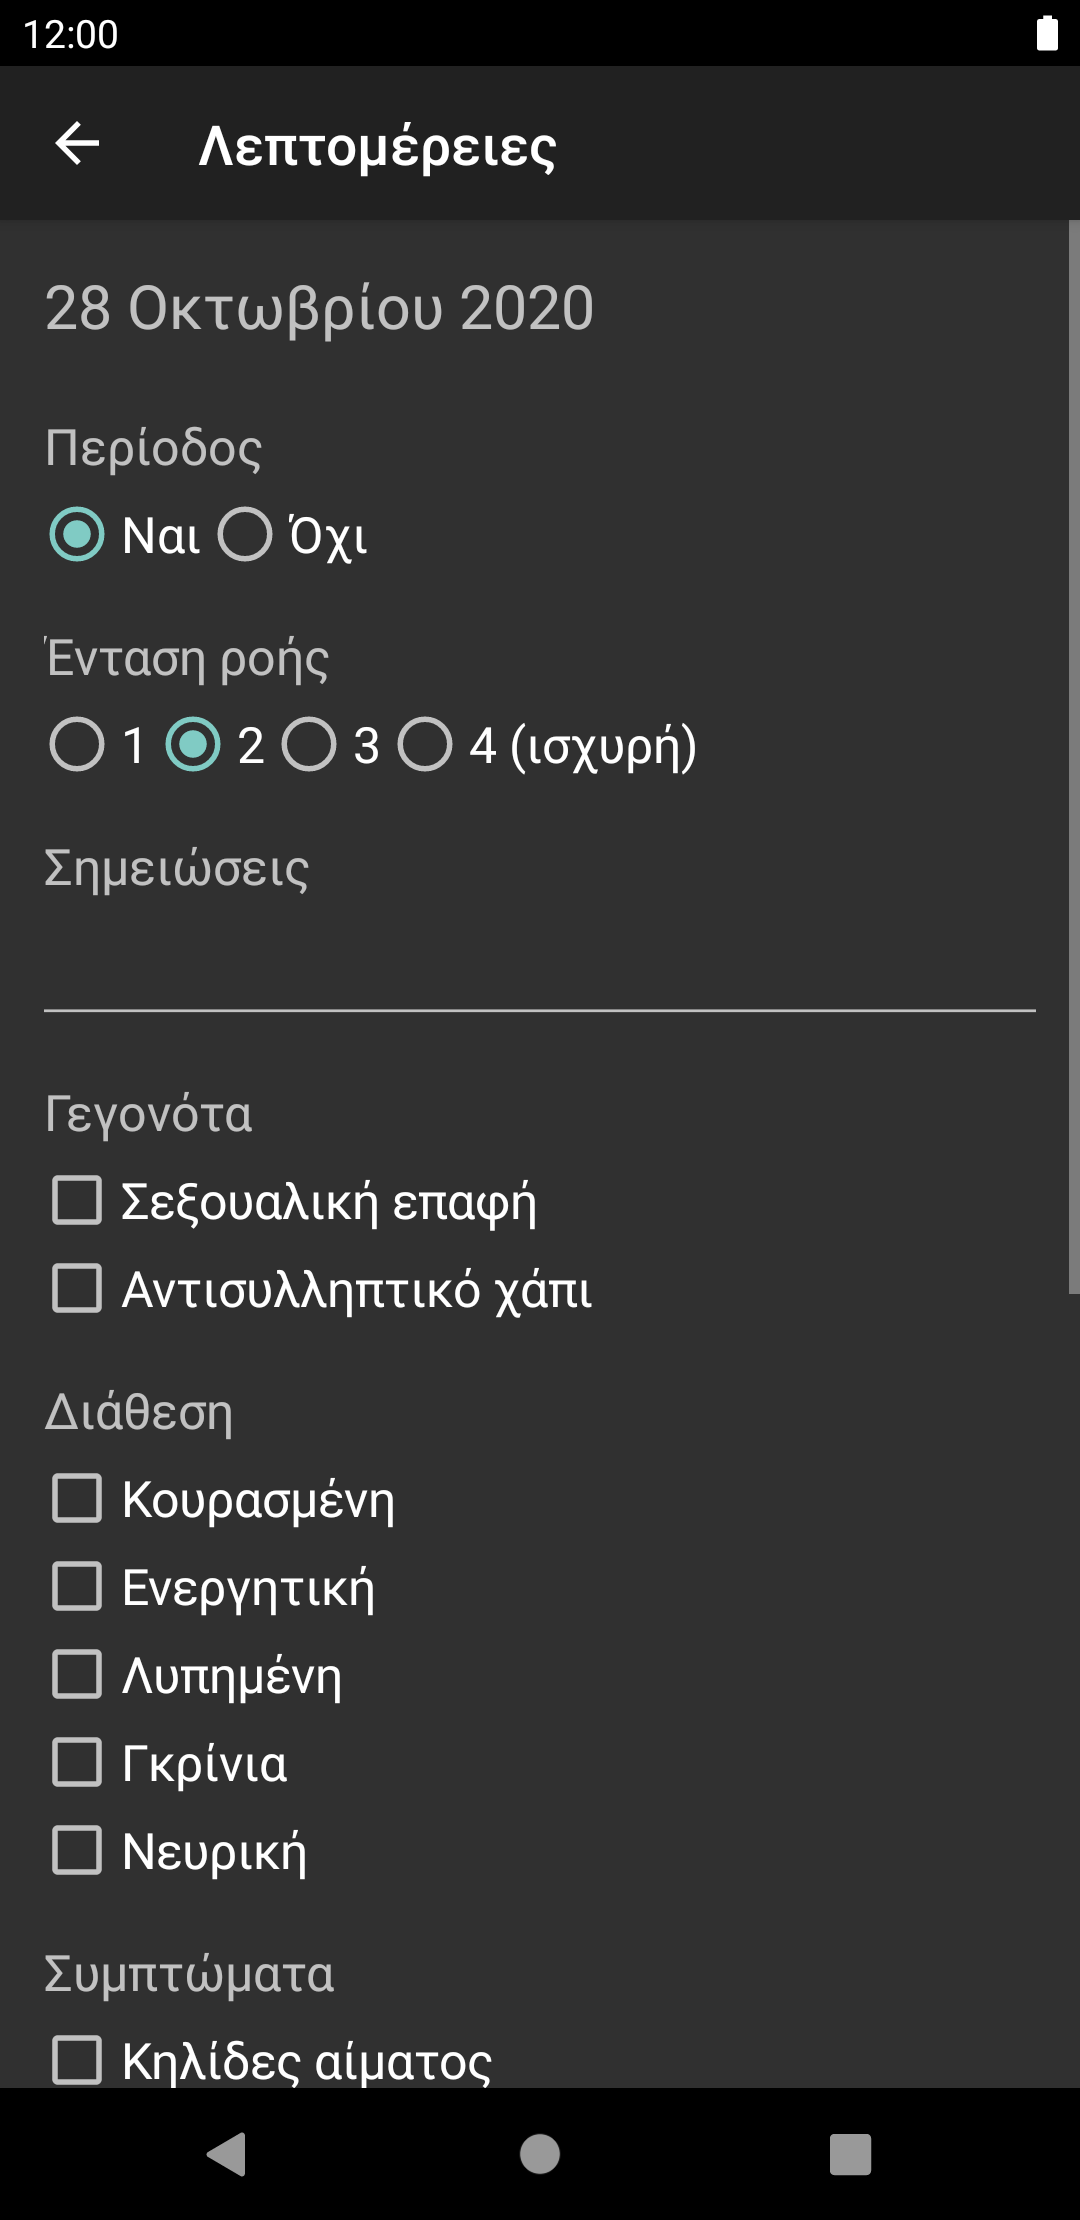 12:00
Λεπτομέρειες
28 Οκτωβρίου 2020
Περίοδος
Ναι Όχι
Ένταση ροής
1 2 3 4 (ισχυρή)
Σημειώσεις
Γεγονότα
Σεξουαλική επαφή
Αντισυλληπτικό χάπι
Διάθεση
Κουρασμένη
Ενεργητική
Λυπημένη
Γκρίνια
Νευρική
Συμπτώματα
Κηλίδες αίματος